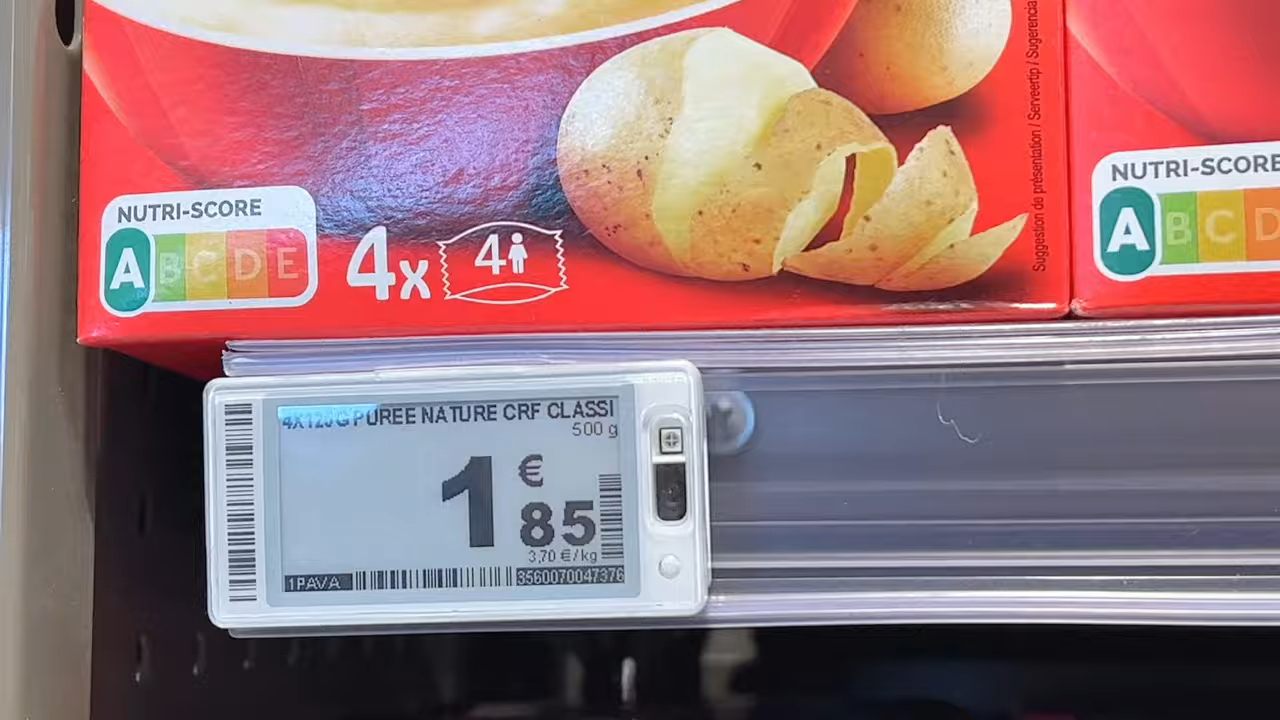 Suggestion de présentation / Serveertip / Sugerencia
NUTRI-SCORE
A B C D E
4x
4
NUTRI-SCORE
A B C D
4X125G PUREE NATURE CRF CLASSI
500 g
1 € 85
3,70 €/kg
1PAVA
3560070047376